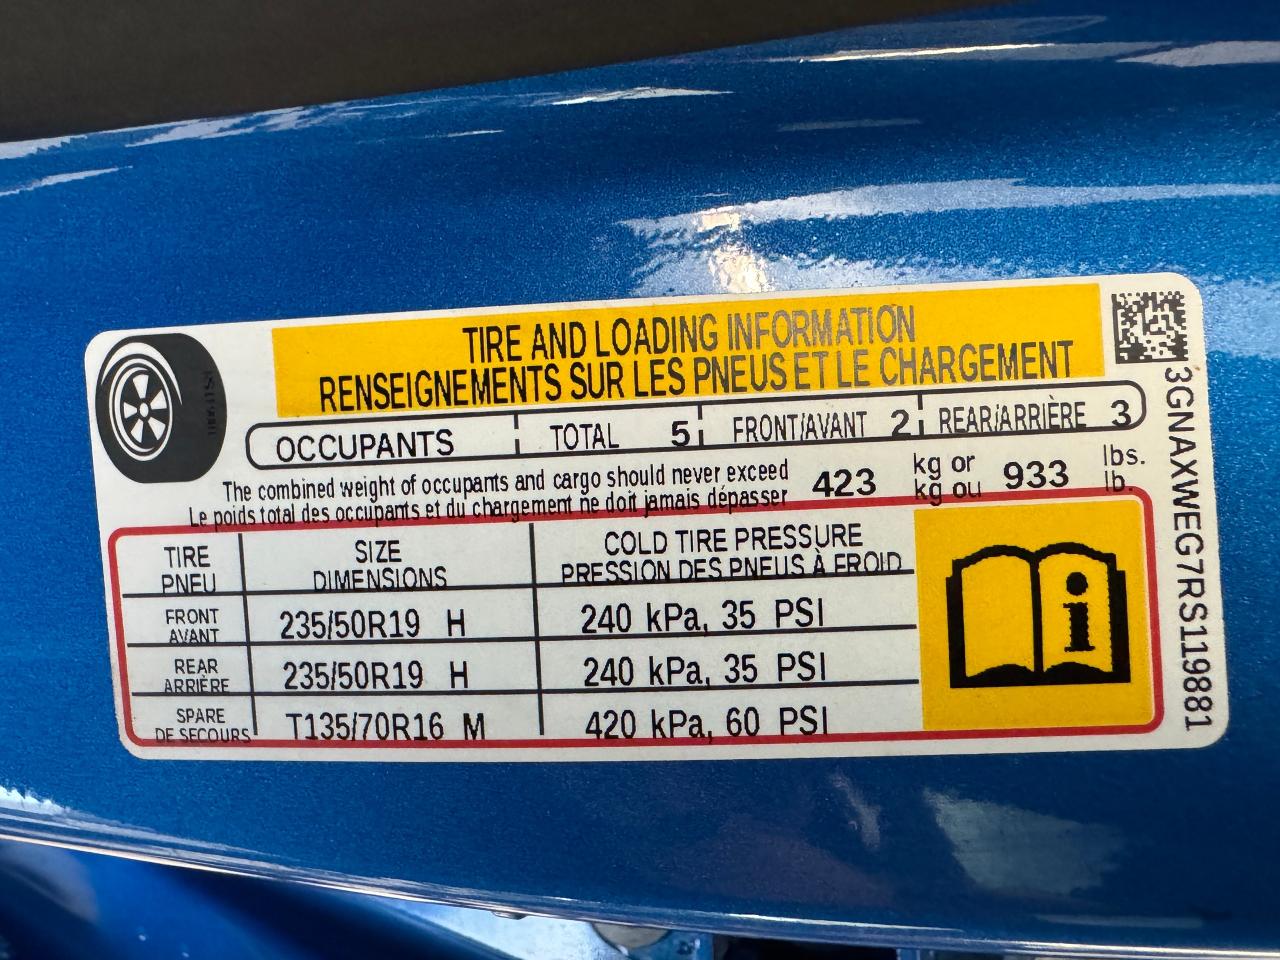 TIRE AND LOADING INFORMATION
RENSEIGNEMENTS SUR LES PNEUS ET LE CHARGEMENT
OCCUPANTS TOTAL 5 FRONT/AVANT 2 REAR/ARRIÈRE 3
The combined weight of occupants and cargo should never exceed 423 kg or 933 lbs.
Le poids total des occupants et du chargement ne doit jamais dépasser kg ou lb.
TIRE SIZE COLD TIRE PRESSURE
PNEU DIMENSIONS PRESSION DES PNEUS À FROID
FRONT
AVANT 235/50R19 H 240 kPa, 35 PSI
REAR
ARRIÈRE 235/50R19 H 240 kPa, 35 PSI
SPARE
DE SECOURS T135/70R16 M 420 kPa, 60 PSI
i
3GNAXWEG7RS119881